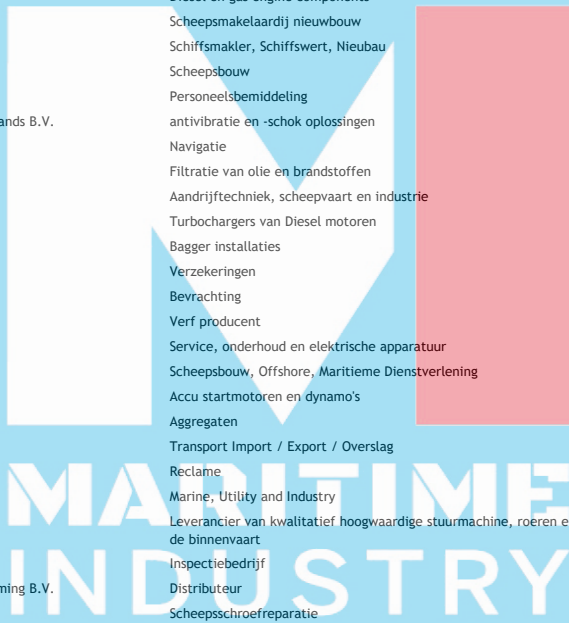 Scheepsmakelaardij nieuwbouw
Schiffsmakler, Schiffswert, Nieubau
Scheepsbouw
Personeelsbemiddeling
ands B.V. antivibratie en -schok oplossingen
Navigatie
Filtratie van olie en brandstoffen
Aandrijftechniek, scheepvaart en industrie
Turbochargers van Diesel motoren
Bagger installaties
Verzekeringen
Bevrachting
Verf producent
Service, onderhoud en elektrische apparatuur
Scheepsbouw, Offshore, Maritieme Dienstverlening
Accu startmotoren en dynamo's
Aggregaten
Transport Import / Export / Overslag
Reclame
Marine, Utility and Industry
Leverancier van kwalitatief hoogwaardige stuurmachine, roeren e
de binnenvaart
Inspectiebedrijf
ming B.V. Distributeur
Scheepsschroefreparatie
MARITIME
INDUSTRY